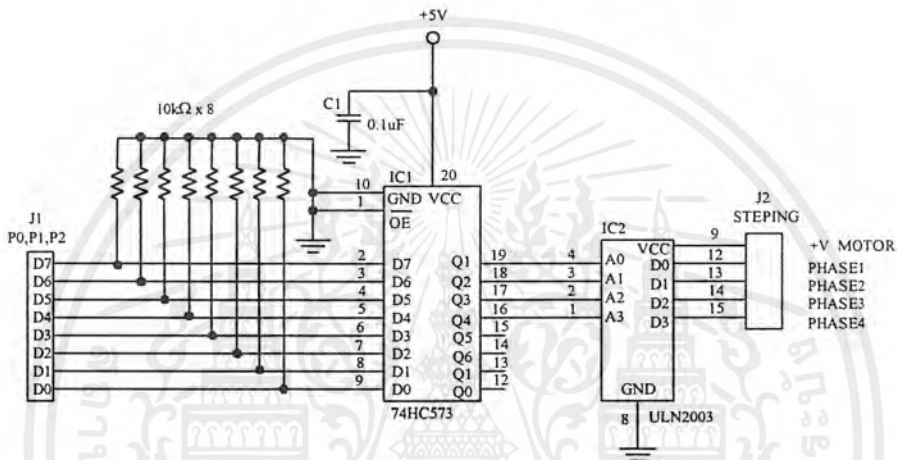 +5V
10kΩ x 8
C1
0.1uF
IC1
20
10
GND VCC
1
OE
J1
P0,P1,P2
D7
D6
D5
D4
D3
D2
D1
D0
2
3
4
5
6
7
8
9
D7
D6
D5
D4
D3
D2
D1
D0
Q1
Q2
Q3
Q4
Q5
Q6
Q1
Q0
19
18
17
16
15
14
13
12
74HC573
IC2
4
3
2
1
A0
A1
A2
A3
VCC
D0
D1
D2
D3
GND
8
ULN2003
9
12
13
14
15
J2
STEPING
+V MOTOR
PHASE1
PHASE2
PHASE3
PHASE4